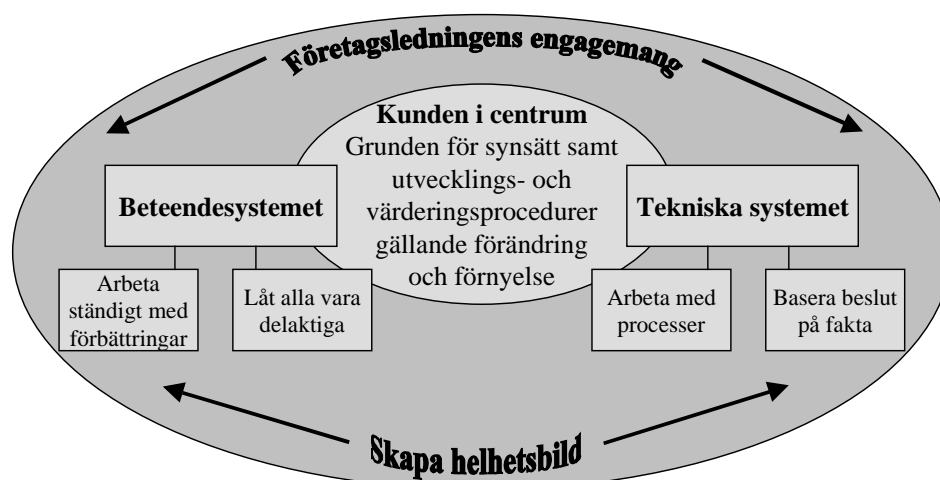 Företagsledningens engagemang
Kunden i centrum
Grunden för synsätt samt
utvecklings- och
värderingsprocedurer
gällande förändring
och förnyelse
Beteendesystemet
Tekniska systemet
Arbeta
ständigt med
förbättringar
Låt alla vara
delaktiga
Arbeta med
processer
Basera beslut
på fakta
Skapa helhetsbild